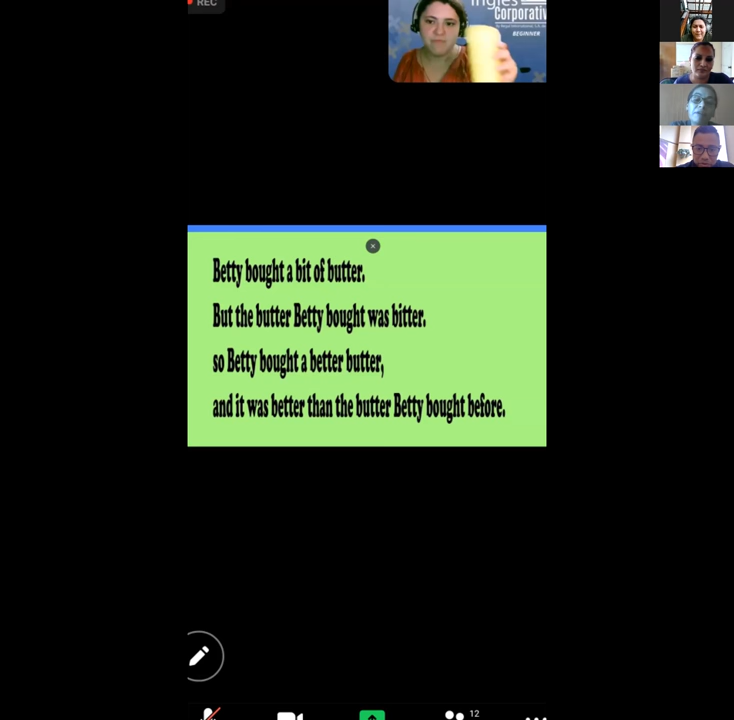 REC
Ingles
Corporativ
BEGINNER
Betty bought a bit of butter.
But the butter Betty bought was bitter.
so Betty bought a better butter,
and it was better than the butter Betty bought before.
12